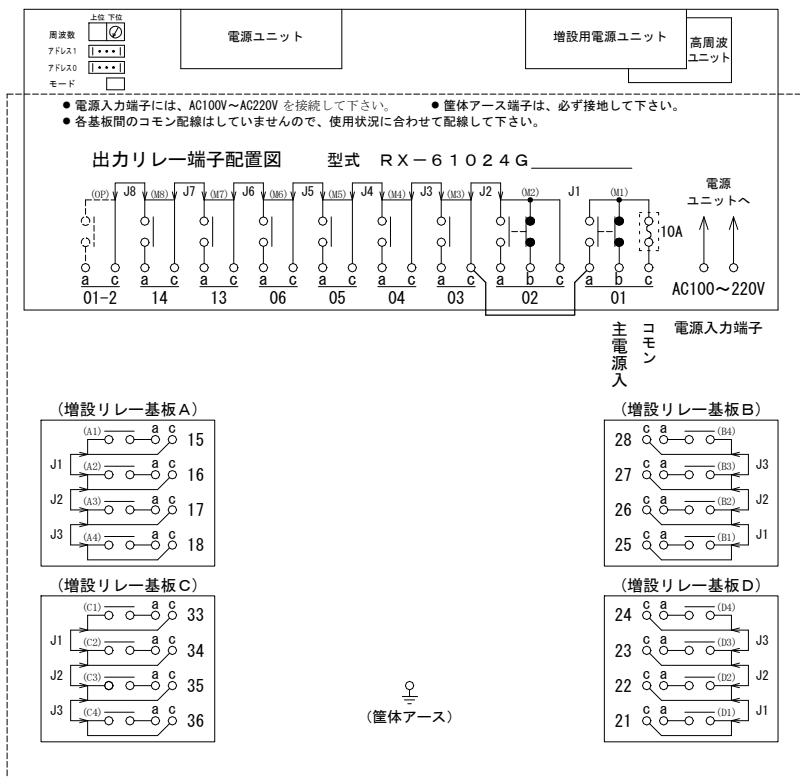 上位 下位
周波数
アドレス1
アドレス0
モード
電源ユニット
増設用電源ユニット
高周波
ユニット
● 電源入力端子には、AC100V～AC220V を接続して下さい。 ● 筐体アース端子は、必ず接地して下さい。
● 各基板間のコモン配線はしていませんので、使用状況に合わせて配線して下さい。
出力リレー端子配置図 型式 RX－61024G
(OP) J8 (M8) J7 (M7) J6 (M6) J5 (M5) J4 (M4) J3 (M3) J2 (M2) J1 (M1)
電源
ユニットへ
10A
a c a c a c a c a c a c a c a b c a b c
01-2 14 13 06 05 04 03 02 01
AC100～220V
主電源入
コモン
電源入力端子
(増設リレー基板A)
(A1) a c 15
J1
(A2) a c 16
J2
(A3) a c 17
J3
(A4) a c 18
(増設リレー基板B)
28 c a (B4)
J3
27 c a (B3)
J2
26 c a (B2)
J1
25 c a (B1)
(増設リレー基板C)
(C1) a c 33
J1
(C2) a c 34
J2
(C3) a c 35
J3
(C4) a c 36
(増設リレー基板D)
24 c a (D4)
J3
23 c a (D3)
J2
22 c a (D2)
J1
21 c a (D1)
(筐体アース)